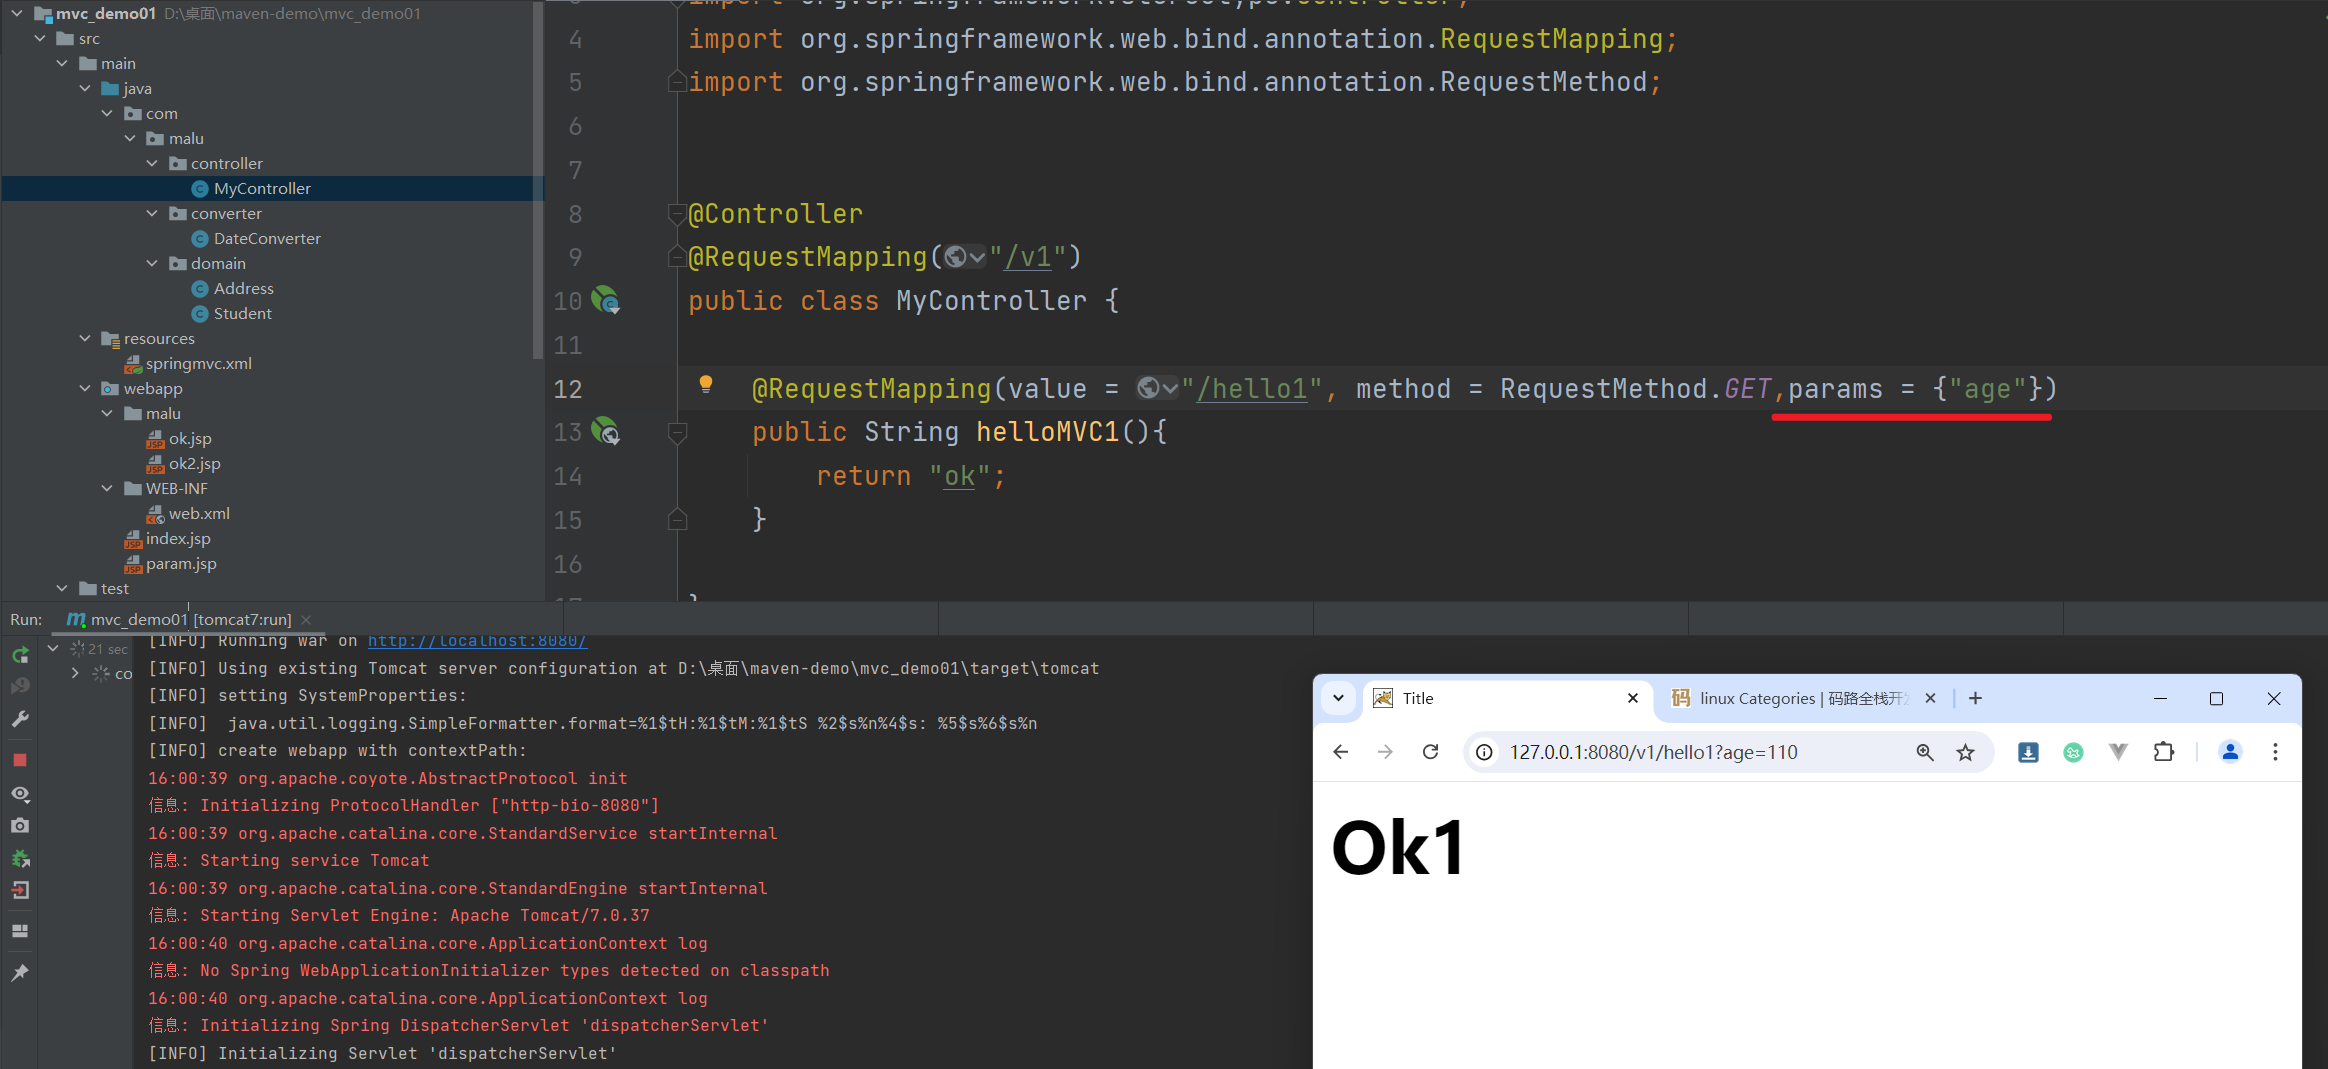 mvc_demo01 D:\桌面\maven-demo\mvc_demo01
src
main
java
com
malu
controller
MyController
converter
DateConverter
domain
Address
Student
resources
springmvc.xml
webapp
malu
ok.jsp
ok2.jsp
WEB-INF
web.xml
index.jsp
param.jsp
test
4 import org.springframework.web.bind.annotation.RequestMapping;
5 import org.springframework.web.bind.annotation.RequestMethod;
6
7
8 @Controller
9 @RequestMapping("/v1")
10 public class MyController {
11
12 @RequestMapping(value = "/hello1", method = RequestMethod.GET,params = {"age"})
13 public String helloMVC1(){
14 return "ok";
15 }
16
Run: mvc_demo01 [tomcat7:run]
21 sec
co
[INFO] Running war on http://localhost:8080/
[INFO] Using existing Tomcat server configuration at D:\桌面\maven-demo\mvc_demo01\target\tomcat
[INFO] setting SystemProperties:
[INFO]  java.util.logging.SimpleFormatter.format=%1$tH:%1$tM:%1$tS %2$s%n%4$s: %5$s%6$s%n
[INFO] create webapp with contextPath:
16:00:39 org.apache.coyote.AbstractProtocol init
信息: Initializing ProtocolHandler ["http-bio-8080"]
16:00:39 org.apache.catalina.core.StandardService startInternal
信息: Starting service Tomcat
16:00:39 org.apache.catalina.core.StandardEngine startInternal
信息: Starting Servlet Engine: Apache Tomcat/7.0.37
16:00:40 org.apache.catalina.core.ApplicationContext log
信息: No Spring WebApplicationInitializer types detected on classpath
16:00:40 org.apache.catalina.core.ApplicationContext log
信息: Initializing Spring DispatcherServlet 'dispatcherServlet'
[INFO] Initializing Servlet 'dispatcherServlet'
Title
linux Categories | 码路全栈开
127.0.0.1:8080/v1/hello1?age=110
Ok1